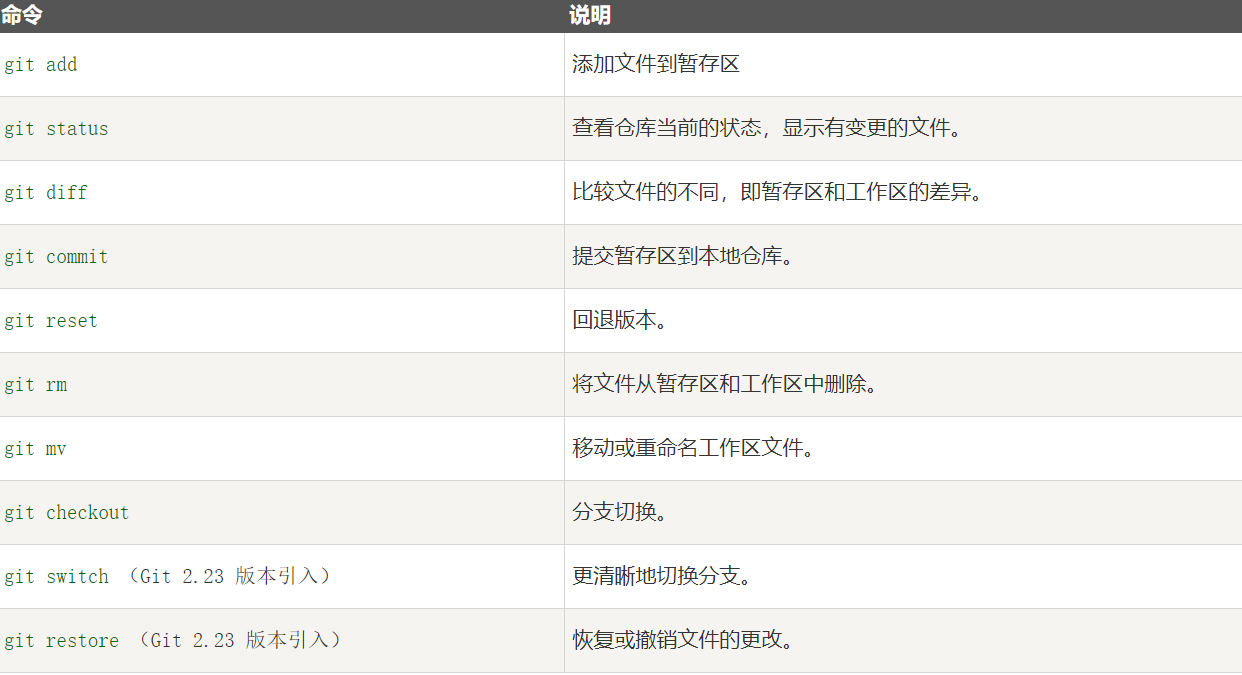 命令 说明
git add 添加文件到暂存区
git status 查看仓库当前的状态，显示有变更的文件。
git diff 比较文件的不同，即暂存区和工作区的差异。
git commit 提交暂存区到本地仓库。
git reset 回退版本。
git rm 将文件从暂存区和工作区中删除。
git mv 移动或重命名工作区文件。
git checkout 分支切换。
git switch （Git 2.23 版本引入） 更清晰地切换分支。
git restore （Git 2.23 版本引入） 恢复或撤销文件的更改。